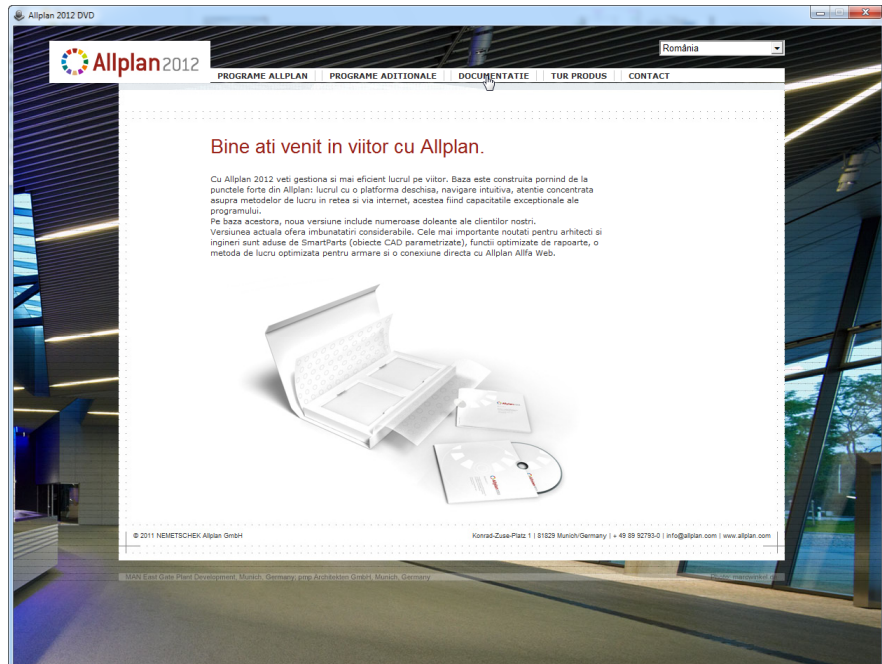 Allplan 2012 DVD
Allplan 2012
România
PROGRAME ALLPLAN
PROGRAME ADITIONALE
DOCUMENTATIE
TUR PRODUS
CONTACT
Bine ati venit in viitor cu Allplan.
Cu Allplan 2012 veti gestiona si mai eficient lucrul pe viitor. Baza este construita pornind de la
punctele forte din Allplan: lucrul cu o platforma deschisa, navigare intuitiva, atentie concentrata
asupra metodelor de lucru in retea si via internet, acestea fiind capacitatile exceptionale ale
programului.
Pe baza acestora, noua versiune include numeroase doleante ale clientilor nostri.
Versiunea actuala ofera imbunatatiri considerabile. Cele mai importante noutati pentru arhitecti si
ingineri sunt aduse de SmartParts (obiecte CAD parametrizate), functii optimizate de rapoarte, o
metoda de lucru optimizata pentru armare si o conexiune directa cu Allplan Allfa Web.
© 2011 NEMETSCHEK Allplan GmbH
Konrad-Zuse-Platz 1 | 81829 Munich/Germany | + 49 89 92793-0 | info@allplan.com | www.allplan.com
MAN East Gate Plant Development, Munich, Germany; pmp Architekten GmbH, Munich, Germany